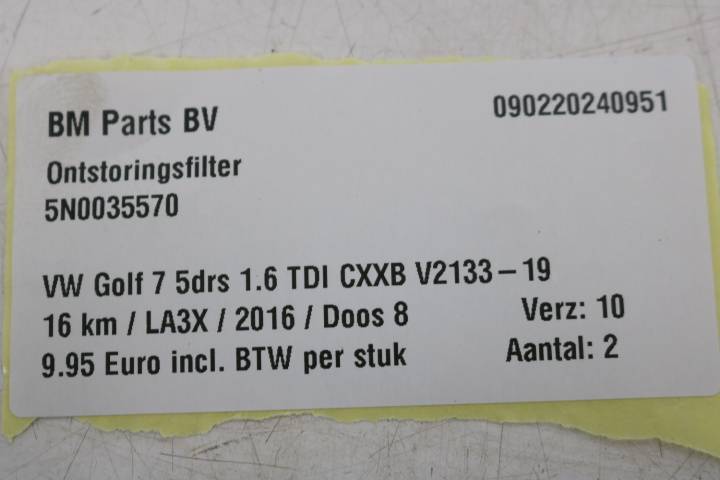 BM Parts BV 090220240951
Ontstoringsfilter
5N0035570
VW Golf 7 5drs 1.6 TDI CXXB V2133 – 19
16 km / LA3X / 2016 / Doos 8 Verz: 10
9.95 Euro incl. BTW per stuk Aantal: 2